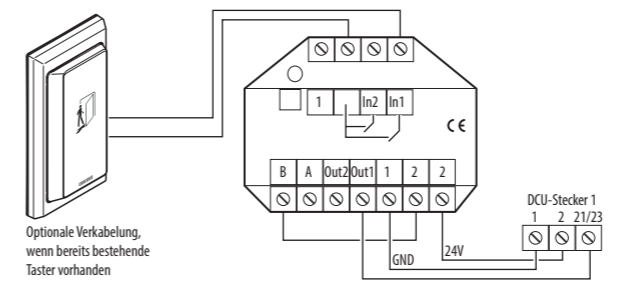 1 In2 In1
CE
B A Out2 Out1 1 2 2
DCU-Stecker 1
1 2 21/23
24V
GND
Optionale Verkabelung,
wenn bereits bestehende
Taster vorhanden